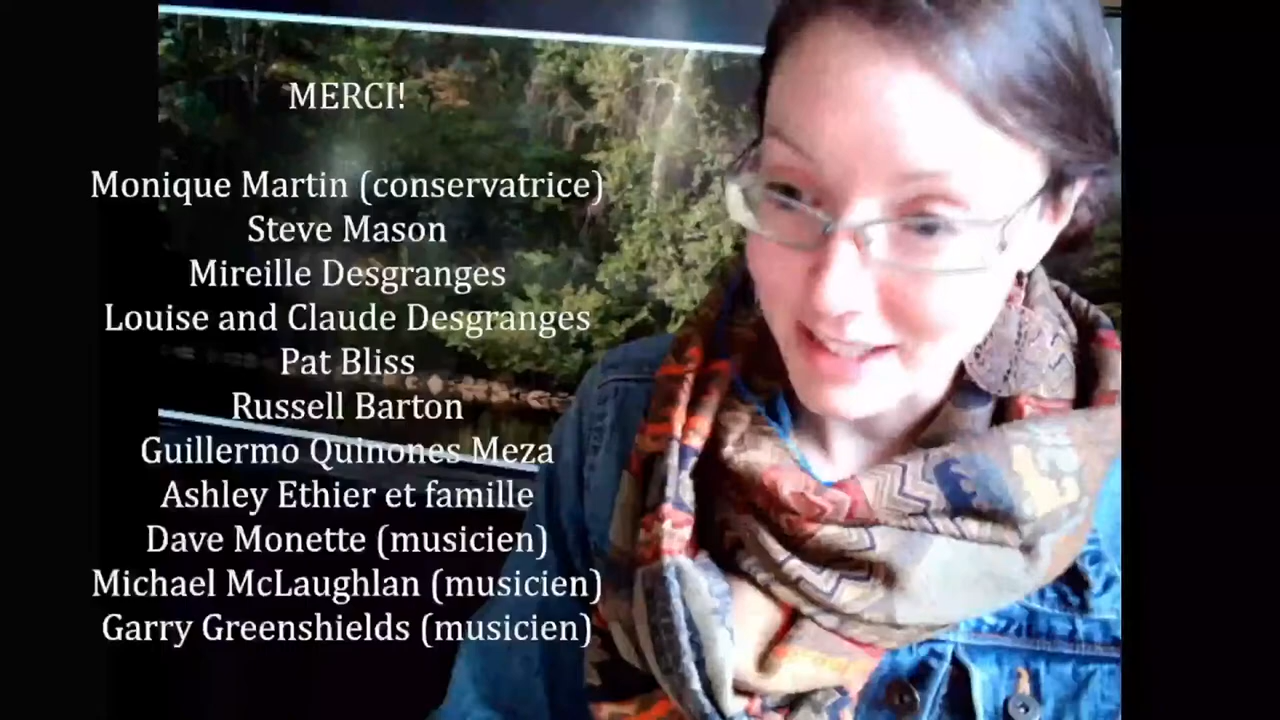 MERCI!
Monique Martin (conservatrice)
Steve Mason
Mireille Desgranges
Louise and Claude Desgranges
Pat Bliss
Russell Barton
Guillermo Quinones Meza
Ashley Ethier et famille
Dave Monette (musicien)
Michael McLaughlan (musicien)
Garry Greenshields (musicien)